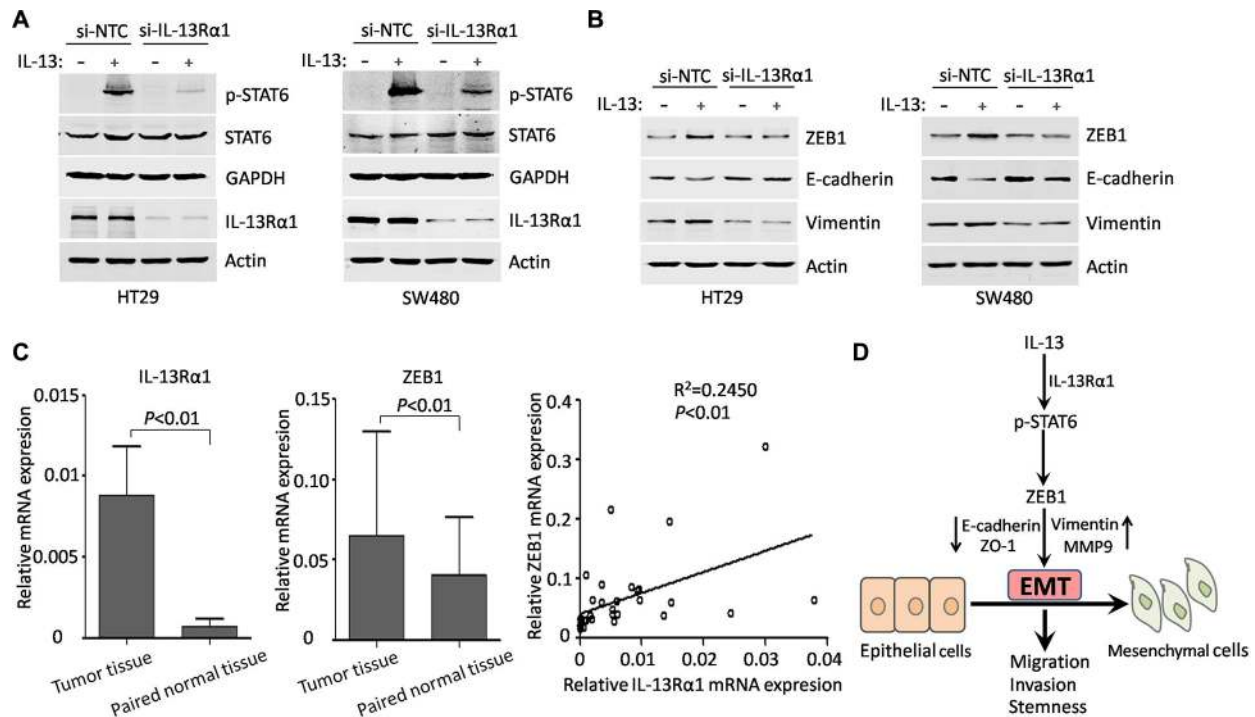 A
si-NTC si-IL-13Rα1
IL-13: - + - +
p-STAT6
STAT6
GAPDH
IL-13Rα1
Actin
HT29
si-NTC si-IL-13Rα1
IL-13: - + - +
p-STAT6
STAT6
GAPDH
IL-13Rα1
Actin
SW480
B
si-NTC si-IL-13Rα1
IL-13: - + - +
ZEB1
E-cadherin
Vimentin
Actin
HT29
si-NTC si-IL-13Rα1
IL-13: - + - +
ZEB1
E-cadherin
Vimentin
Actin
SW480
C
IL-13Rα1
P<0.01
Relative mRNA expresion
0.015
0.01
0.005
0
Tumor tissue
Paired normal tissue
ZEB1
P<0.01
Relative mRNA expresion
0.20
0.15
0.10
0.05
0.00
Tumor tissue
Paired normal tissue
R²=0.2450
P<0.01
Relative ZEB1 mRNA expresion
0.4
0.3
0.2
0.1
0.0
0 0.01 0.02 0.03 0.04
Relative IL-13Rα1 mRNA expresion
D
IL-13
IL-13Rα1
p-STAT6
ZEB1
E-cadherin Vimentin
ZO-1 MMP9
EMT
Epithelial cells
Mesenchymal cells
Migration
Invasion
Stemness